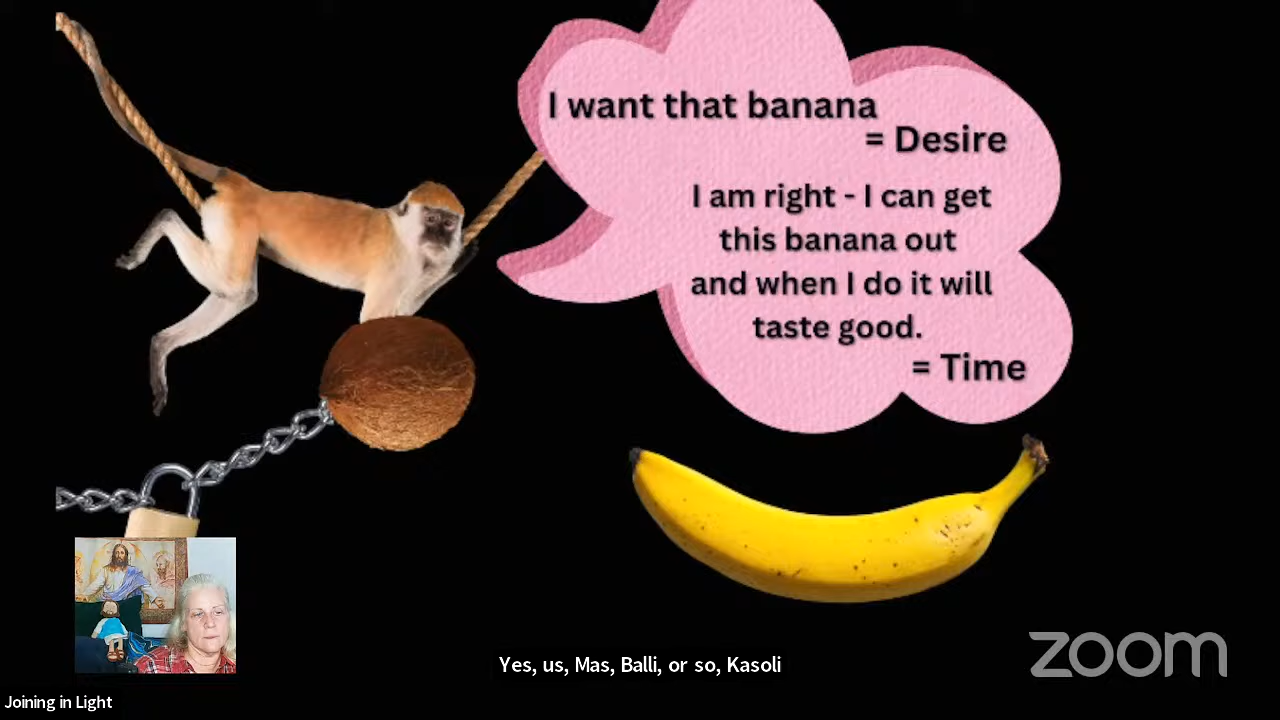 I want that banana
= Desire
I am right - I can get
this banana out
and when I do it will
taste good.
= Time
Yes, us, Mas, Balli, or so, Kasoli
zoom
Joining in Light